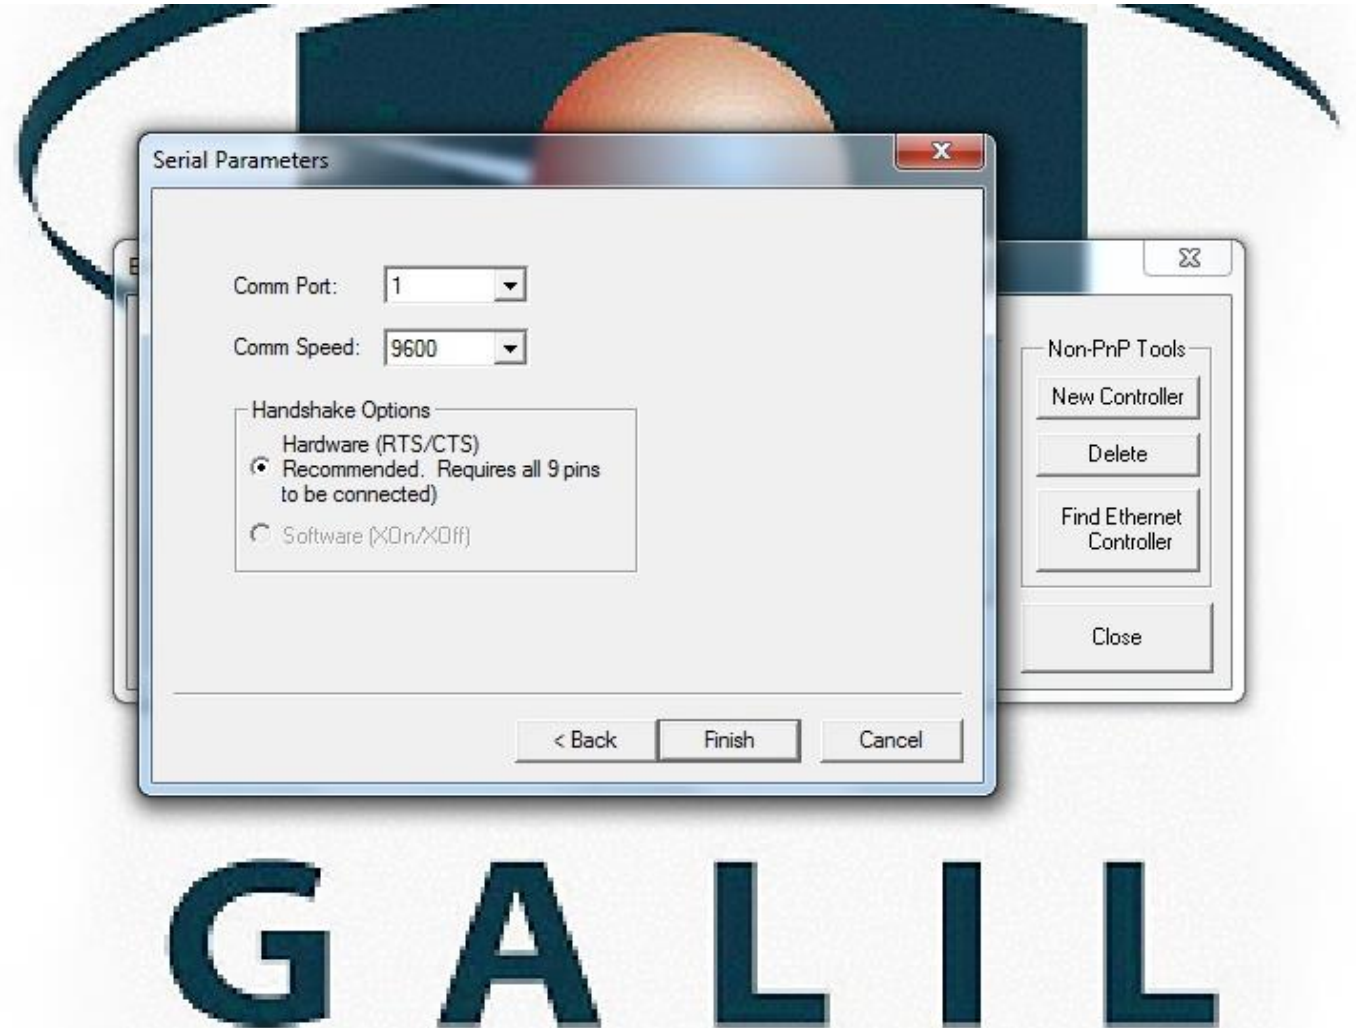 Serial Parameters
Comm Port: 1
Comm Speed: 9600
Handshake Options
Hardware (RTS/CTS)
Recommended. Requires all 9 pins
to be connected)
Software (XOn/XOff)
< Back Finish Cancel
Non-PnP Tools
New Controller
Delete
Find Ethernet
Controller
Close
GALIL